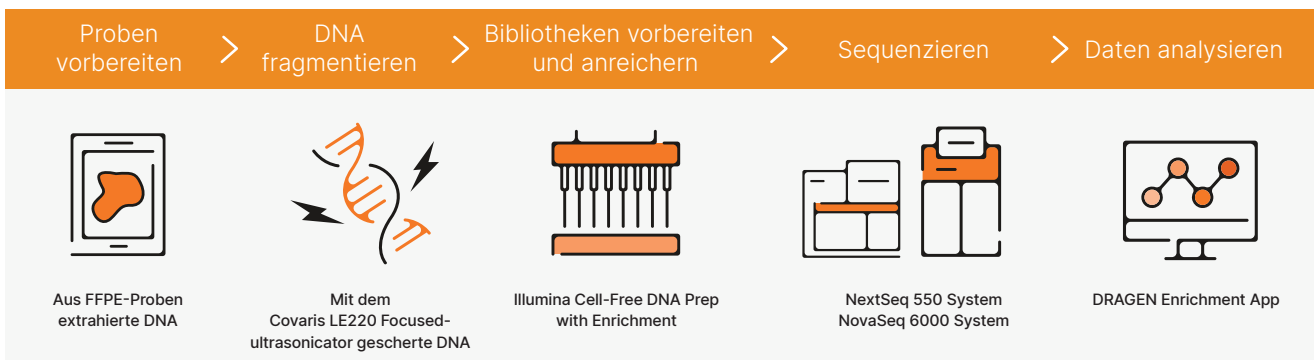 Proben
vorbereiten
DNA
fragmentieren
Bibliotheken vorbereiten
und anreichern
Sequenzieren
Daten analysieren
Aus FFPE-Proben
extrahierte DNA
Mit dem
Covaris LE220 Focused-
ultrasonicator gescherte DNA
Illumina Cell-Free DNA Prep
with Enrichment
NextSeq 550 System
NovaSeq 6000 System
DRAGEN Enrichment App